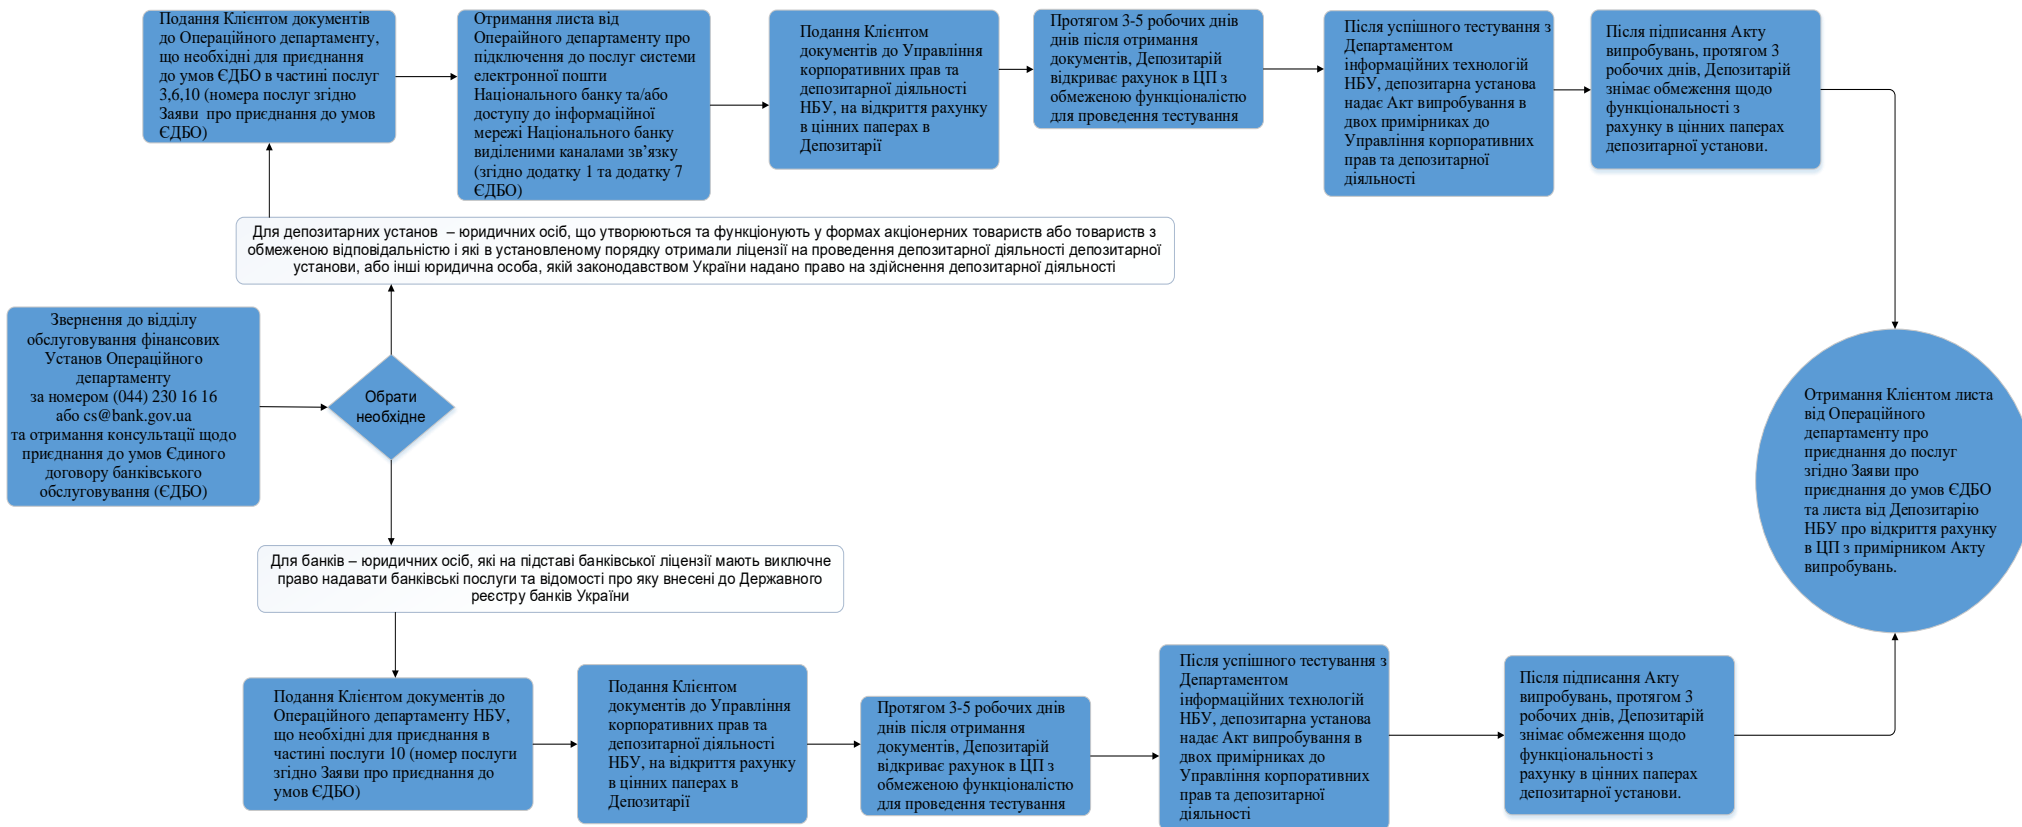 Подання Клієнтом документів
до Операційного департаменту,
що необхідні для приєднання
до умов ЄДБО в частині послуг
3,6,10 (номера послуг згідно
Заяви  про приєднання до умов
ЄДБО)
Отримання листа від
Операійного департаменту про
підключення до послуг системи
електронної пошти
Національного банку та/або
доступу до інформаційної
мережі Національного банку
виділеними каналами зв’язку
(згідно додатку 1 та додатку 7
ЄДБО)
Подання Клієнтом
документів до Управління
корпоративних прав та
депозитарної діяльності
НБУ, на відкриття рахунку
в цінних паперах в
Депозитарії
Протягом 3-5 робочих днів
днів після отримання
документів, Депозитарій
відкриває рахунок в ЦП з
обмеженою функціоналістю
для проведення тестування
Після успішного тестування з
Департаментом
інформаційних технологій
НБУ, депозитарна установа
надає Акт випробування в
двох примірниках до
Управління корпоративних
прав та депозитарної
діяльності
Після підписання Акту
випробувань, протягом 3
робочих днів, Депозитарій
знімає обмеження щодо
функціональності з
рахунку в цінних паперах
депозитарної установи.
Для депозитарних установ  – юридичних осіб, що утворюються та функціонують у формах акціонерних товариств або товариств з
обмеженою відповідальністю і які в установленому порядку отримали ліцензії на проведення депозитарної діяльності депозитарної
установи, або інші юридична особа, якій законодавством України надано право на здійснення депозитарної діяльності
Звернення до відділу
обслуговування фінансових
Установ Операційного
департаменту
за номером (044) 230 16 16
або cs@bank.gov.ua
та отримання консультації щодо
приєднання до умов Єдиного
договору банківського
обслуговування (ЄДБО)
Обрати
необхідне
Отримання Клієнтом листа
від Операційного
департаменту про
приєднання до послуг
згідно Заяви про
приєднання до умов ЄДБО
та листа від Депозитарію
НБУ про відкриття рахунку
в ЦП з примірником Акту
випробувань.
Для банків – юридичних осіб, які на підставі банківської ліцензії мають виключне
право надавати банківські послуги та відомості про яку внесені до Державного
реєстру банків України
Подання Клієнтом документів до
Операційного департаменту НБУ,
що необхідні для приєднання в
частині послуги 10 (номер послуги
згідно Заяви про приєднання до
умов ЄДБО)
Подання Клієнтом
документів до Управління
корпоративних прав та
депозитарної діяльності
НБУ, на відкриття рахунку
в цінних паперах в
Депозитарії
Протягом 3-5 робочих днів
днів після отримання
документів, Депозитарій
відкриває рахунок в ЦП з
обмеженою функціоналістю
для проведення тестування
Після успішного тестування з
Департаментом
інформаційних технологій
НБУ, депозитарна установа
надає Акт випробування в
двох примірниках до
Управління корпоративних
прав та депозитарної
діяльності
Після підписання Акту
випробувань, протягом 3
робочих днів, Депозитарій
знімає обмеження щодо
функціональності з
рахунку в цінних паперах
депозитарної установи.